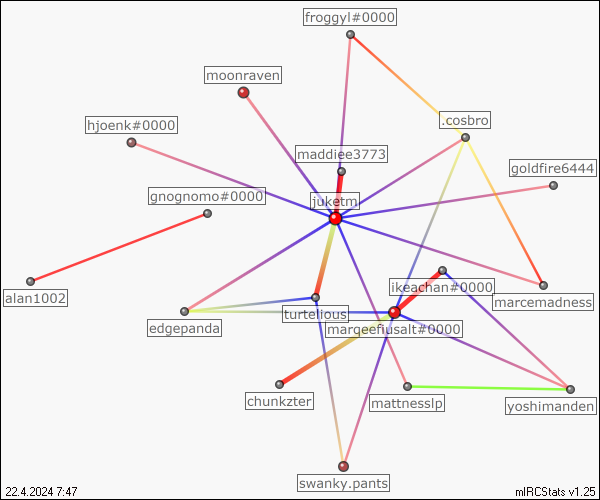 froggyl#0000
moonraven
.cosbro
hjoenk#0000
maddiee3773
goldfire6444
gnognomo#0000
juketm
ikeachan#0000
alan1002
marcemadness
turtelious
edgepanda
margeefiusalt#0000
chunkzter
mattnesslp
yoshimanden
swanky.pants
22.4.2024 7:47
mIRCStats v1.25